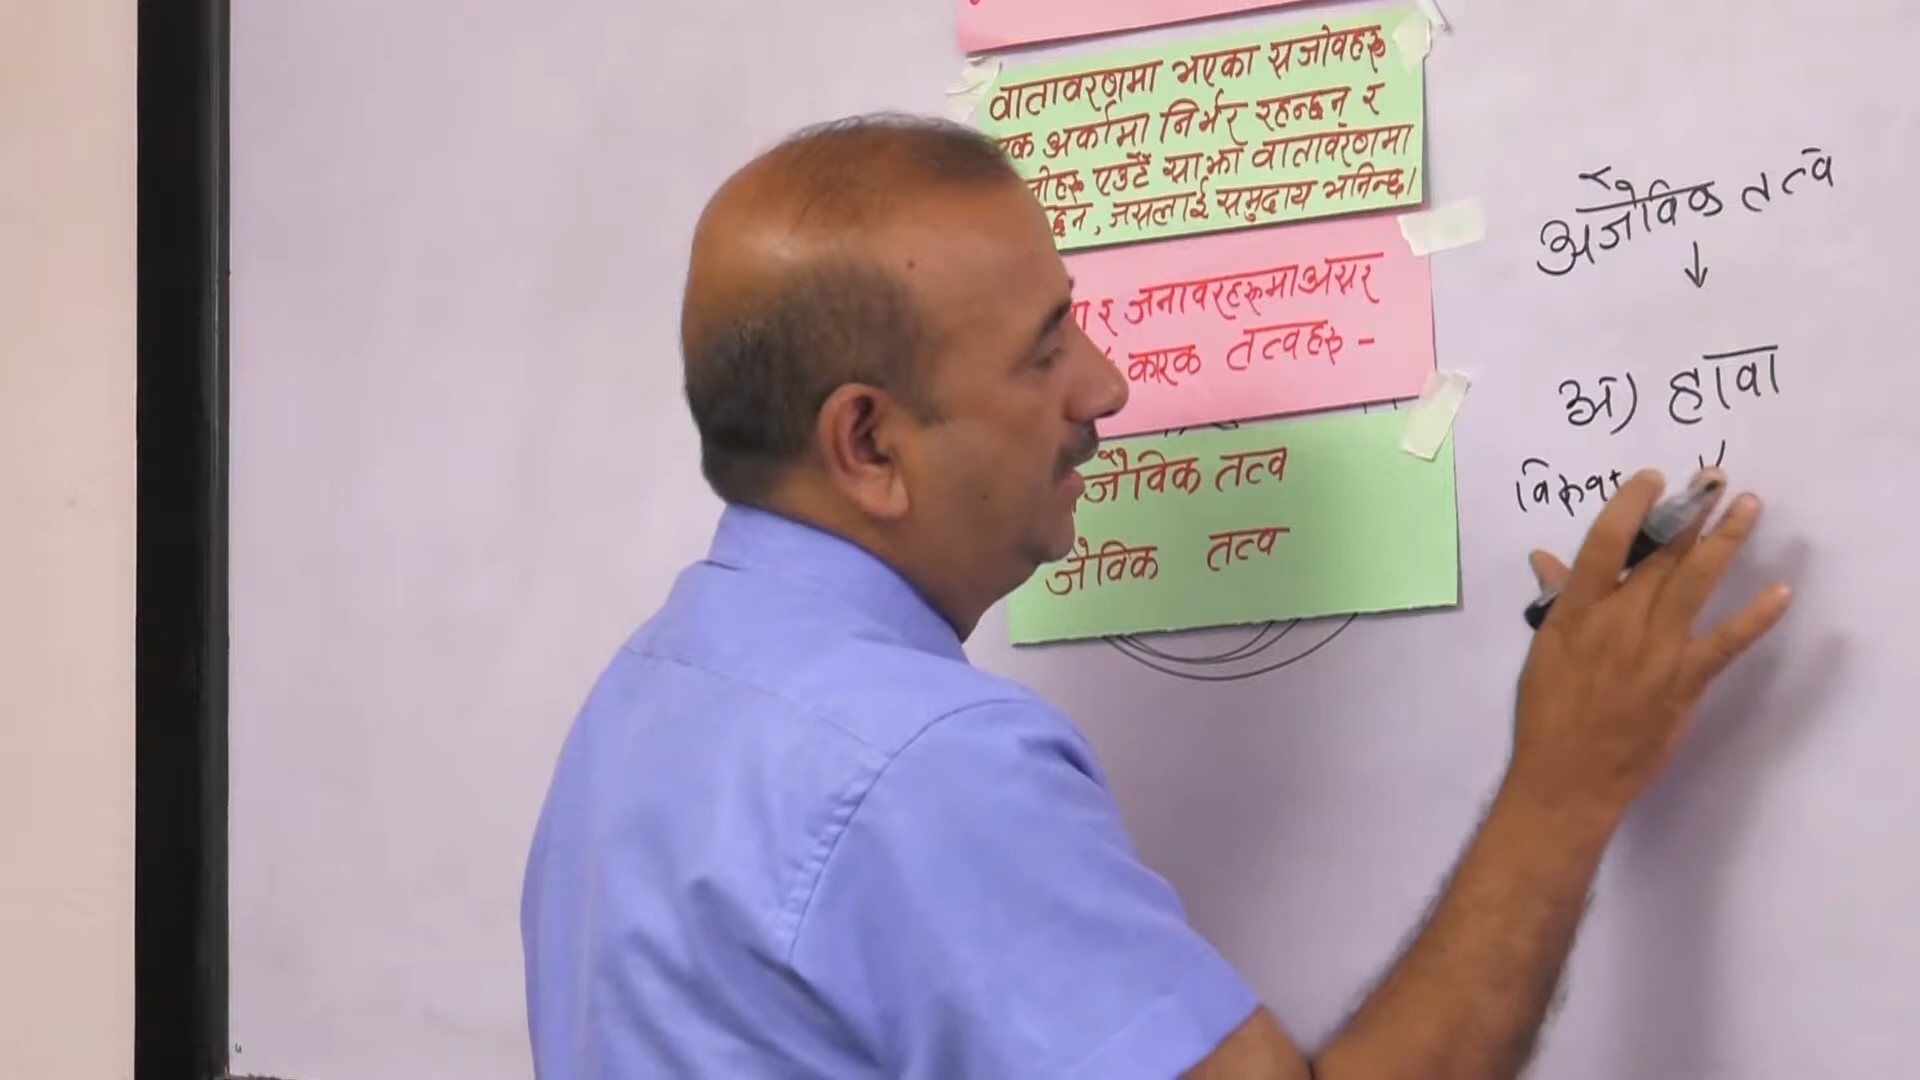 वातावरणमा भएका सजीवहरू
एक अर्कामा निर्भर रहन्छन् र
एउटै साझा वातावरणमा
जसलाई समुदाय भनिन्छ।
र जनावरहरूमा असर
कारक तत्वहरू -
अजैविक तत्व
जैविक तत्व
अजैविक तत्व
↓
अ) हावा